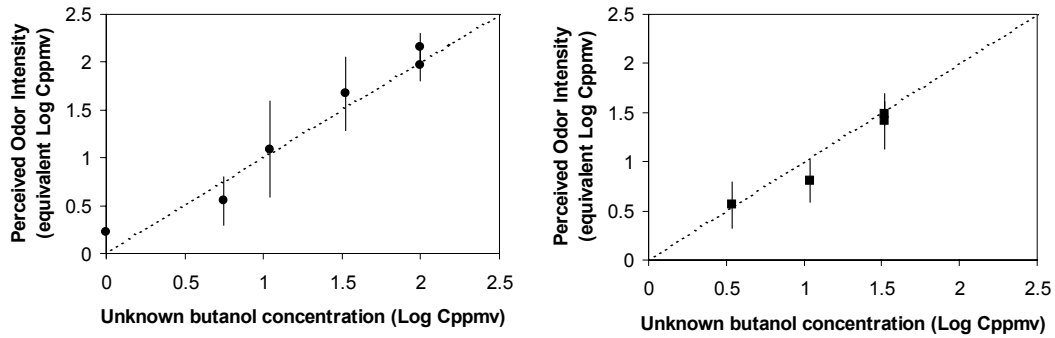 Perceived Odor Intensity
(equivalent Log Cppmv)
2.5
2
1.5
1
0.5
0
0 0.5 1 1.5 2 2.5
Unknown butanol concentration (Log Cppmv)
Perceived Odor Intensity
(equivalent Log Cppmv)
2.5
2
1.5
1
0.5
0
0 0.5 1 1.5 2 2.5
Unknown butanol concentration (Log Cppmv)